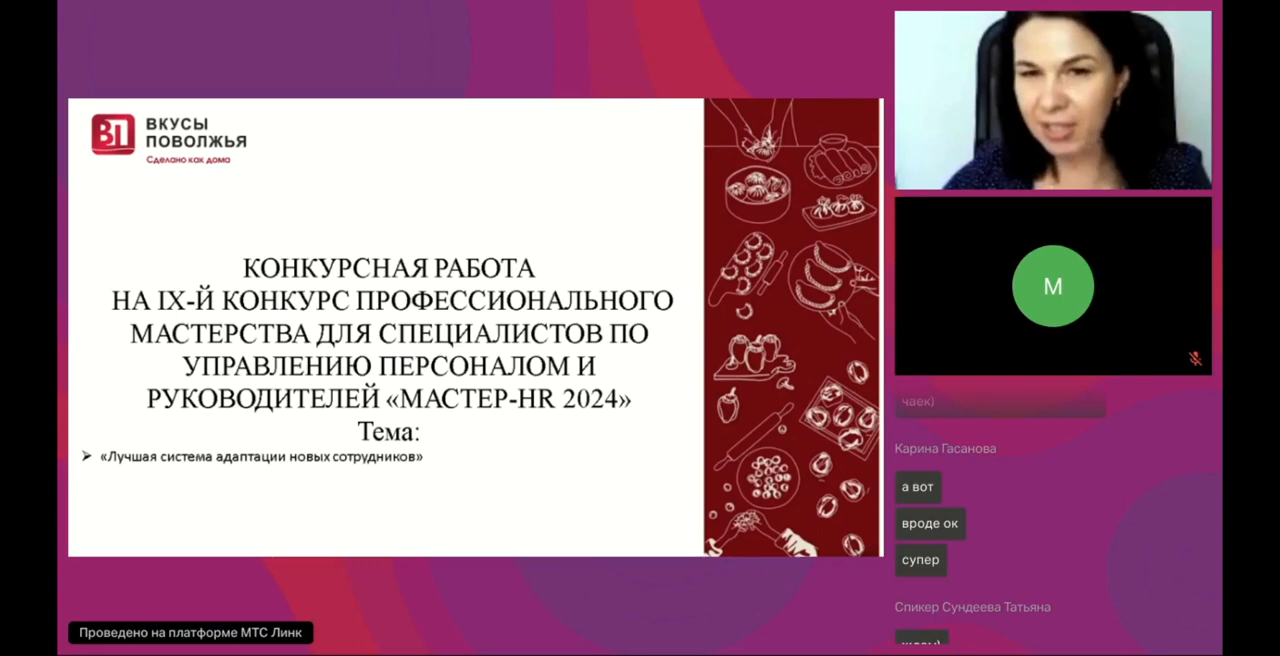 ВП
ВКУСЫ
ПОВОЛЖЬЯ
Сделано как дома
КОНКУРСНАЯ РАБОТА
НА IX-Й КОНКУРС ПРОФЕССИОНАЛЬНОГО
МАСТЕРСТВА ДЛЯ СПЕЦИАЛИСТОВ ПО
УПРАВЛЕНИЮ ПЕРСОНАЛОМ И
РУКОВОДИТЕЛЕЙ «МАСТЕР-HR 2024»
Тема:
➢ «Лучшая система адаптации новых сотрудников»
Проведено на платформе МТС Линк
М
чаек)
Карина Гасанова
а вот
вроде ок
супер
Спикер Сундеева Татьяна